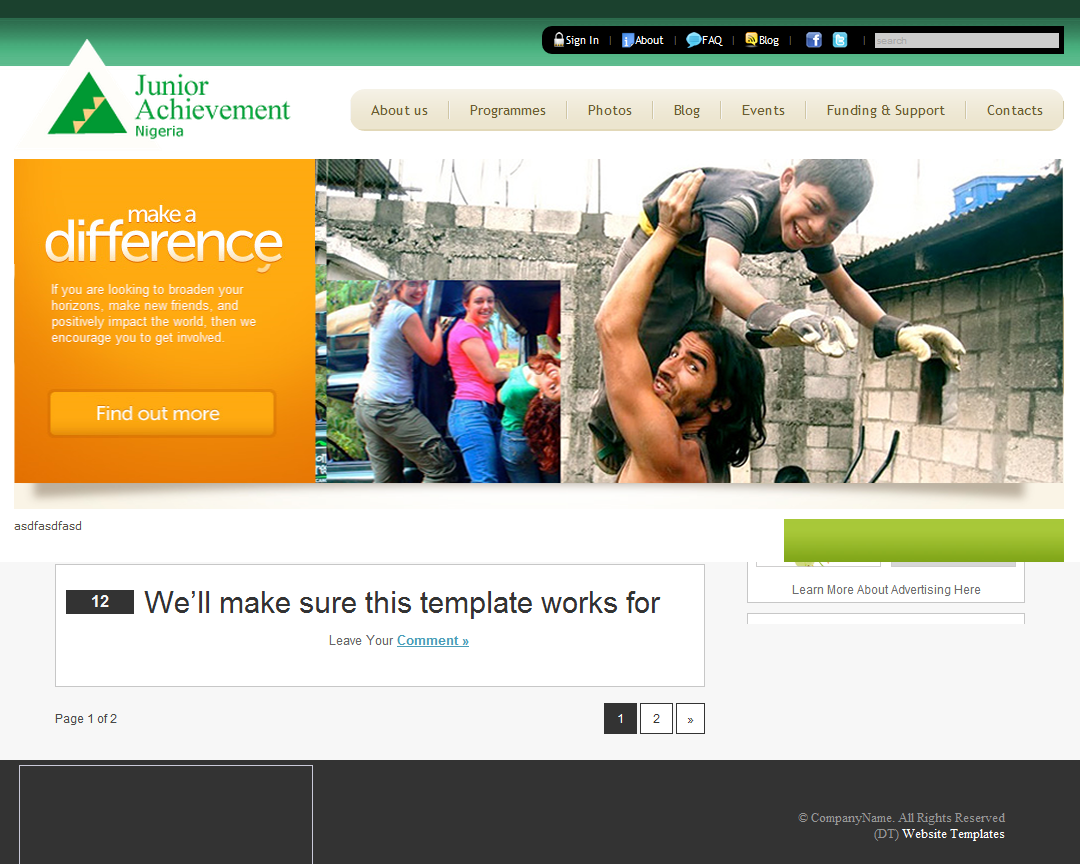 Sign In | About | FAQ | Blog | | search
Junior
Achievement
Nigeria
About us Programmes Photos Blog Events Funding & Support Contacts
make a
difference
If you are looking to broaden your
horizons, make new friends, and
positively impact the world, then we
encourage you to get involved.
Find out more
asdfasdfasd
12 We’ll make sure this template works for
Leave Your Comment »
Learn More About Advertising Here
Page 1 of 2
1 2 »
© CompanyName. All Rights Reserved
(DT) Website Templates